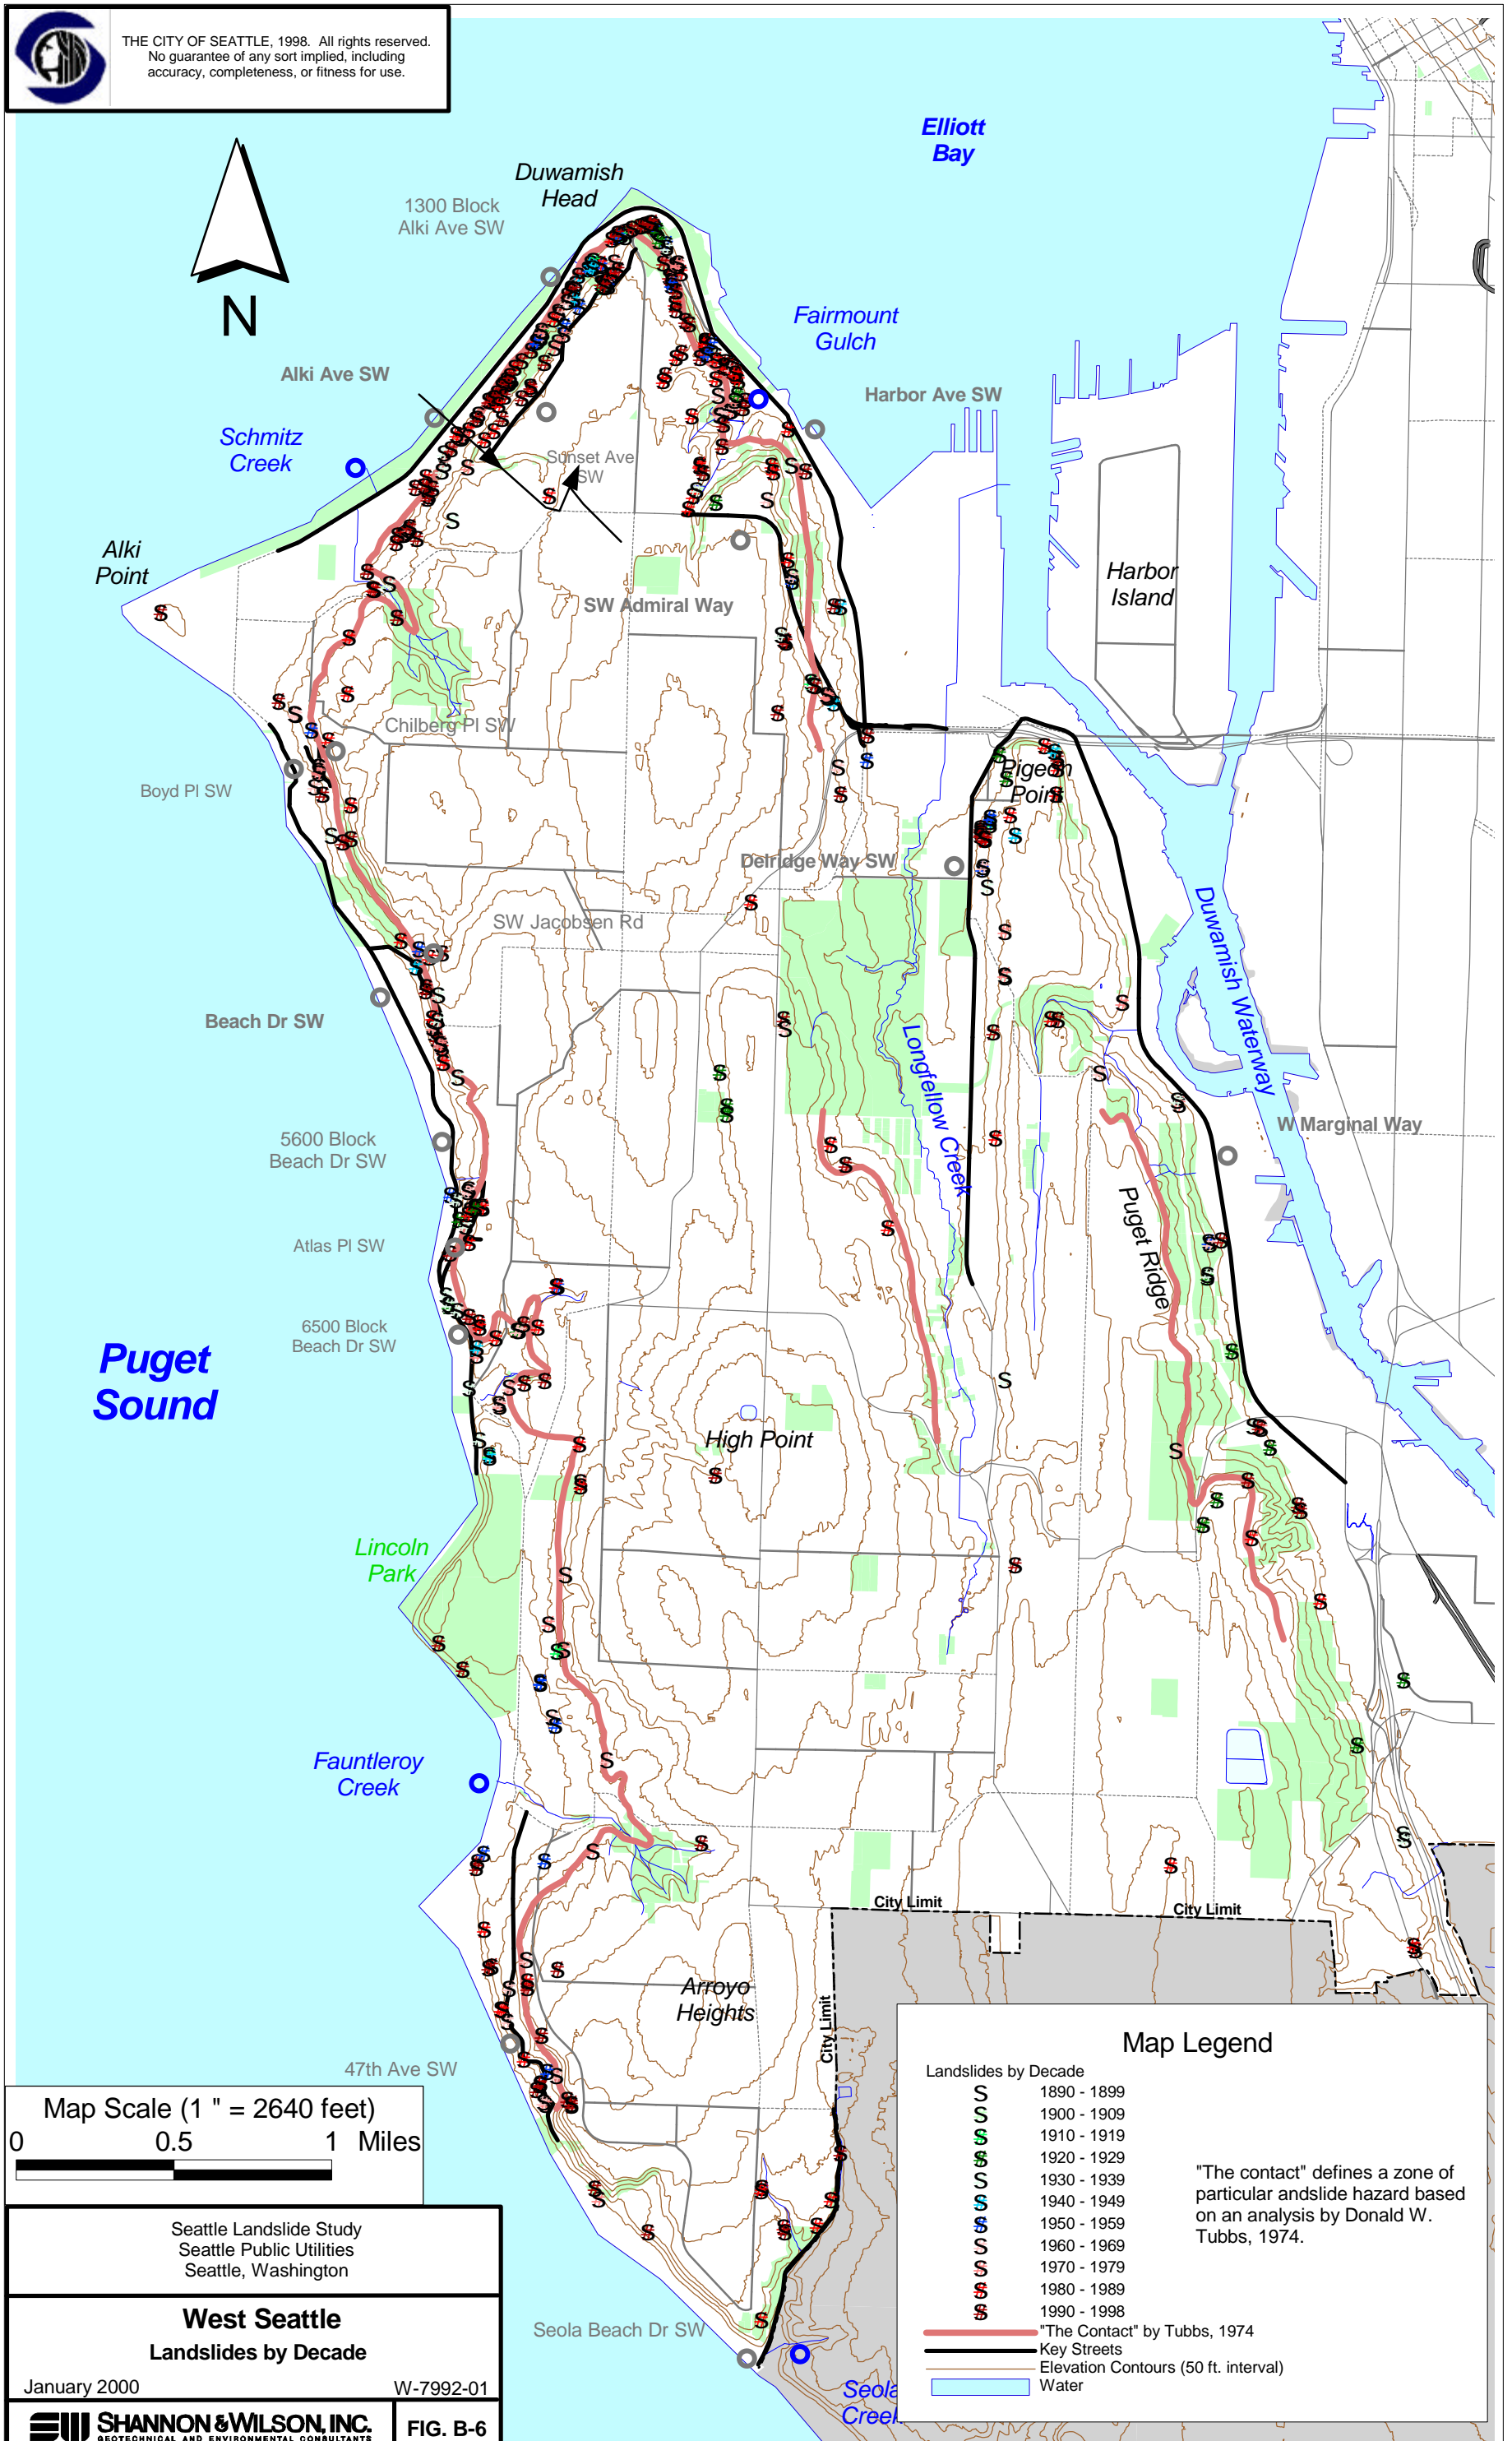 THE CITY OF SEATTLE, 1998. All rights reserved.
No guarantee of any sort implied, including
accuracy, completeness, or fitness for use.
Elliott
Bay
Duwamish
Head
1300 Block
Alki Ave SW
N
Fairmount
Gulch
Alki Ave SW
Harbor Ave SW
Schmitz
Creek
Sunset Ave
SW
Alki
Point
Harbor
Island
SW Admiral Way
Chilberg Pl SW
Pigeon
Point
Boyd Pl SW
Delridge Way SW
SW Jacobsen Rd
Duwamish Waterway
Beach Dr SW
Longfellow Creek
5600 Block
Beach Dr SW
W Marginal Way
Puget Ridge
Atlas Pl SW
6500 Block
Beach Dr SW
Puget
Sound
High Point
Lincoln
Park
Fauntleroy
Creek
City Limit
City Limit
Arroyo
Heights
City Limit
47th Ave SW
Seola Beach Dr SW
Seola
Creek
Map Scale (1 " = 2640 feet)
0 0.5 1 Miles
Seattle Landslide Study
Seattle Public Utilities
Seattle, Washington
West Seattle
Landslides by Decade
January 2000 W-7992-01
SHANNON & WILSON, INC.
GEOTECHNICAL AND ENVIRONMENTAL CONSULTANTS
FIG. B-6
Map Legend
Landslides by Decade
S 1890 - 1899
S 1900 - 1909
S 1910 - 1919
S 1920 - 1929
S 1930 - 1939
S 1940 - 1949
S 1950 - 1959
S 1960 - 1969
S 1970 - 1979
S 1980 - 1989
S 1990 - 1998
"The Contact" by Tubbs, 1974
Key Streets
Elevation Contours (50 ft. interval)
Water
"The contact" defines a zone of
particular andslide hazard based
on an analysis by Donald W.
Tubbs, 1974.